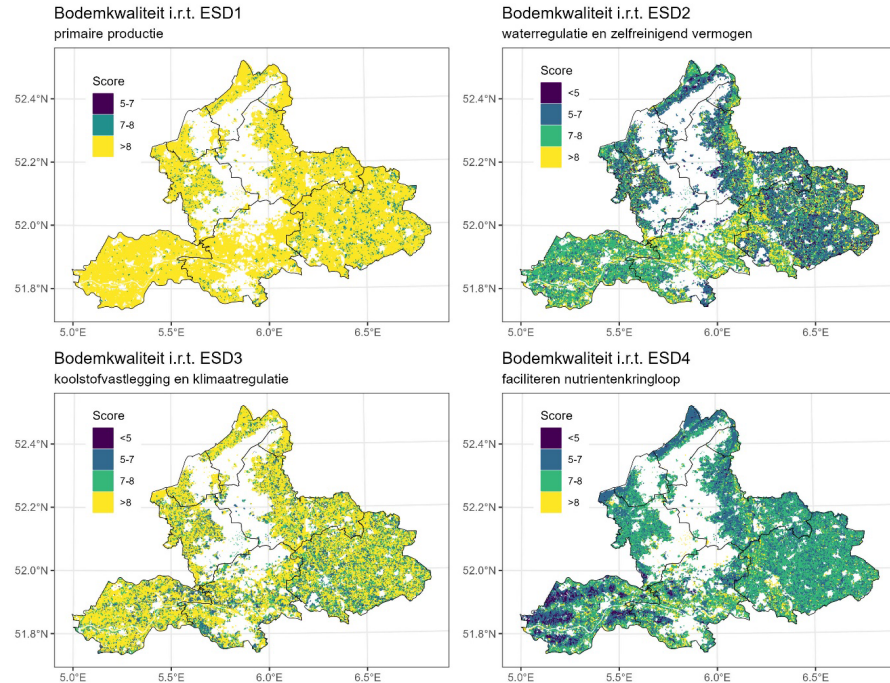 Bodemkwaliteit i.r.t. ESD1
primaire productie
Score
5-7
7-8
>8
52.4°N
52.2°N
52.0°N
51.8°N
5.0°E
5.5°E
6.0°E
6.5°E
Bodemkwaliteit i.r.t. ESD2
waterregulatie en zelfreinigend vermogen
Score
<5
5-7
7-8
>8
52.4°N
52.2°N
52.0°N
51.8°N
5.0°E
5.5°E
6.0°E
6.5°E
Bodemkwaliteit i.r.t. ESD3
koolstofvastlegging en klimaatregulatie
Score
<5
5-7
7-8
>8
52.4°N
52.2°N
52.0°N
51.8°N
5.0°E
5.5°E
6.0°E
6.5°E
Bodemkwaliteit i.r.t. ESD4
faciliteren nutrientenkringloop
Score
<5
5-7
7-8
>8
52.4°N
52.2°N
52.0°N
51.8°N
5.0°E
5.5°E
6.0°E
6.5°E